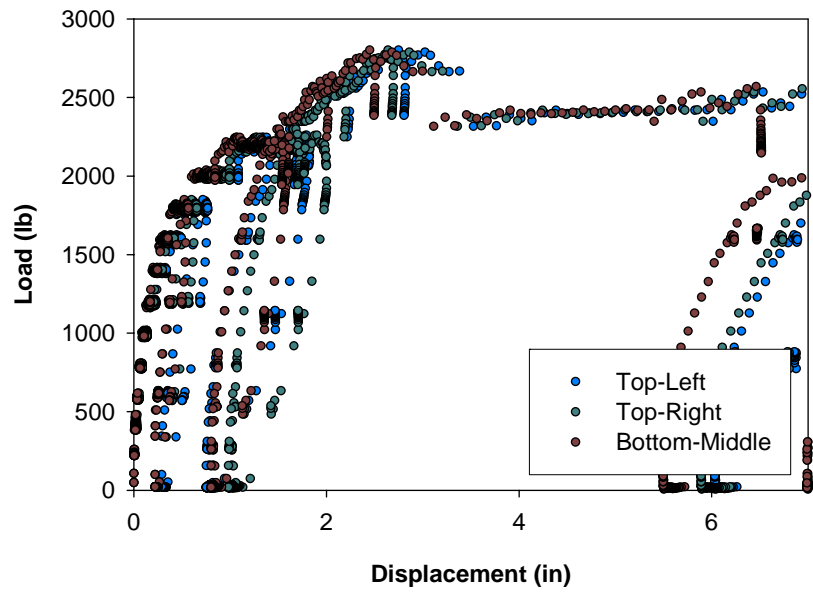 3000
2500
2000
1500
1000
500
0
Load (lb)
0
2
4
6
Displacement (in)
Top-Left
Top-Right
Bottom-Middle